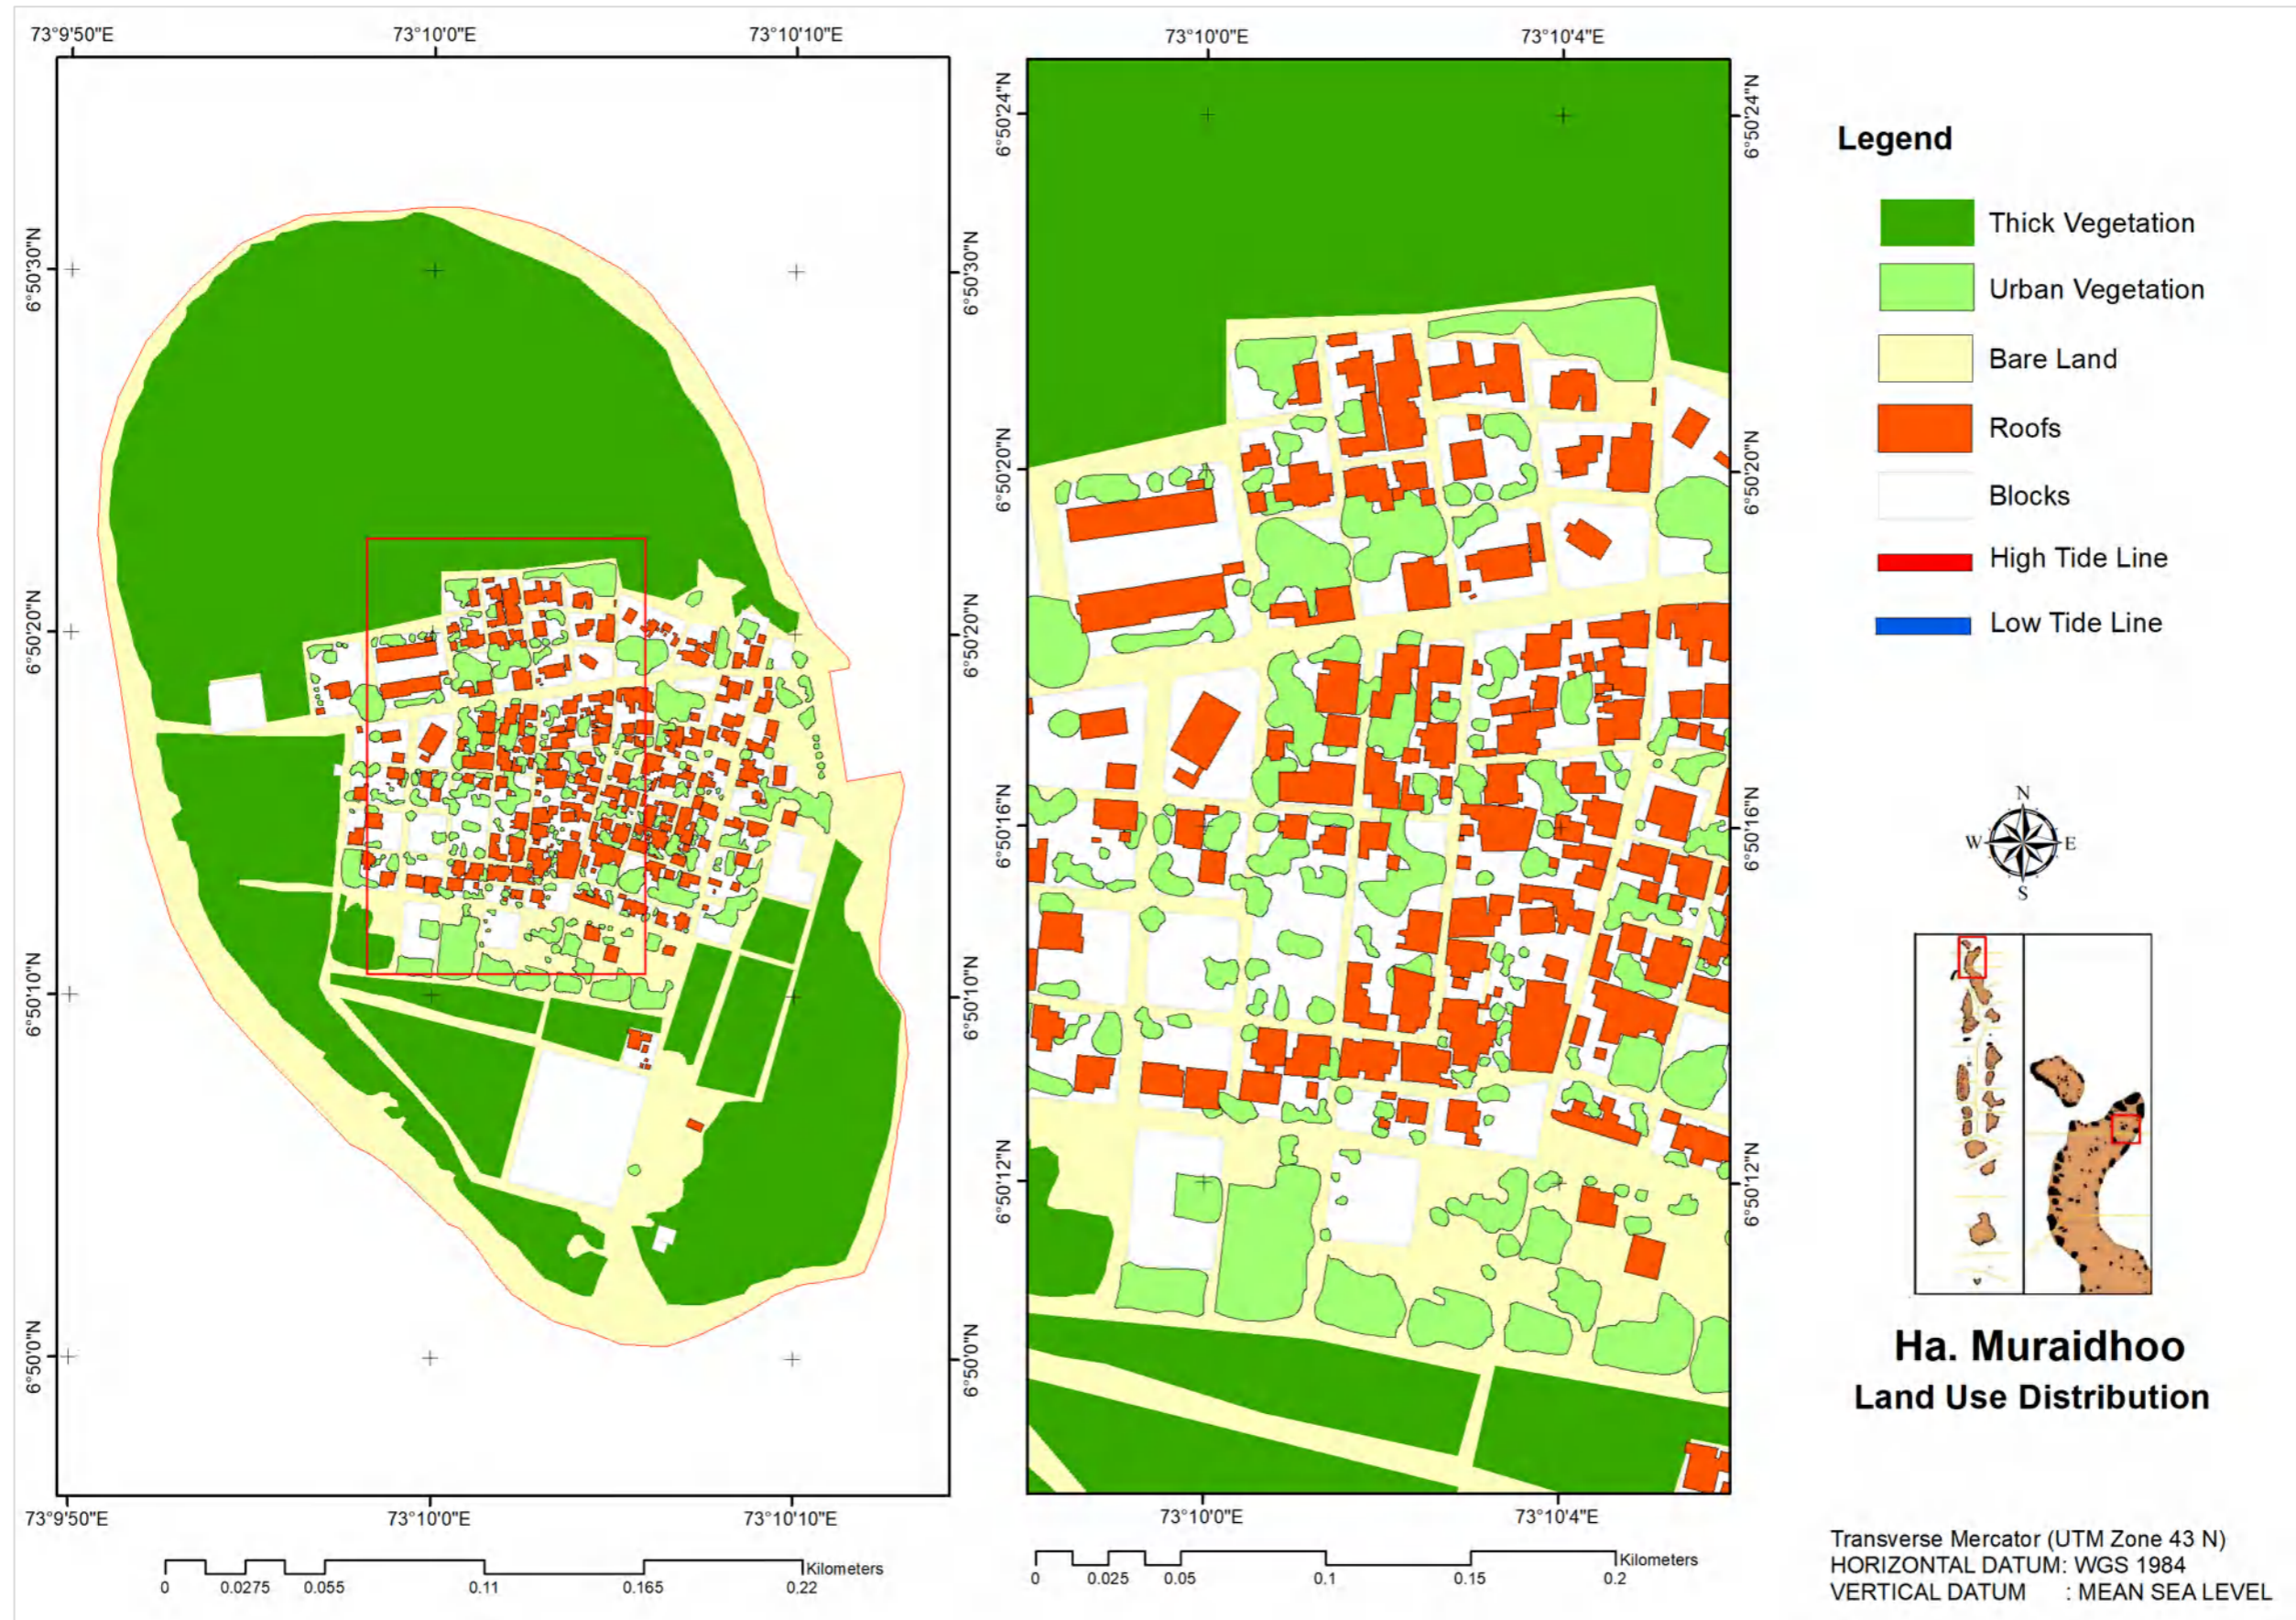 73°9'50"E
73°10'0"E
73°10'10"E
73°10'0"E
73°10'4"E
6°50'30"N
6°50'20"N
6°50'10"N
6°50'0"N
6°50'30"N
6°50'20"N
6°50'10"N
6°50'0"N
6°50'24"N
6°50'20"N
6°50'16"N
6°50'12"N
6°50'24"N
6°50'20"N
6°50'16"N
6°50'12"N
73°9'50"E
73°10'0"E
73°10'10"E
73°10'0"E
73°10'4"E
Kilometers
0 0.0275 0.055 0.11 0.165 0.22
Kilometers
0 0.025 0.05 0.1 0.15 0.2
Legend
Thick Vegetation
Urban Vegetation
Bare Land
Roofs
Blocks
High Tide Line
Low Tide Line
N
W E
S
Ha. Muraidhoo
Land Use Distribution
Transverse Mercator (UTM Zone 43 N)
HORIZONTAL DATUM: WGS 1984
VERTICAL DATUM : MEAN SEA LEVEL